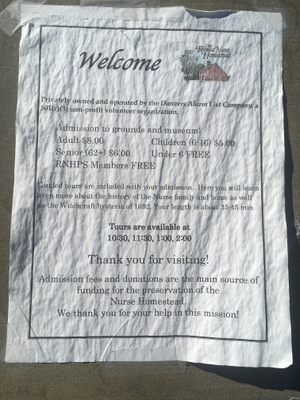 Rebecca Nurse
Homestead
Welcome
Privately owned and operated by the Danvers Alarm List Company, a
501(c)(3) non-profit volunteer organization.
Admission to grounds and museum:
Adult $8.00 Children (6-16) $5.00
Senior (62+) $6.00 Under 6 FREE
RNHPS Members FREE
Guided tours are included with your admission. Here you will learn
even more about the history of the Nurse family and home as well
as the Witchcraft hysteria of 1692. Tour length is about 35-45 min
Tours are available at
10:30, 11:30, 1:00, 2:00
Thank you for visiting!
Admission fees and donations are the main source of
funding for the preservation of the
Nurse Homestead.
We thank you for your help in this mission!